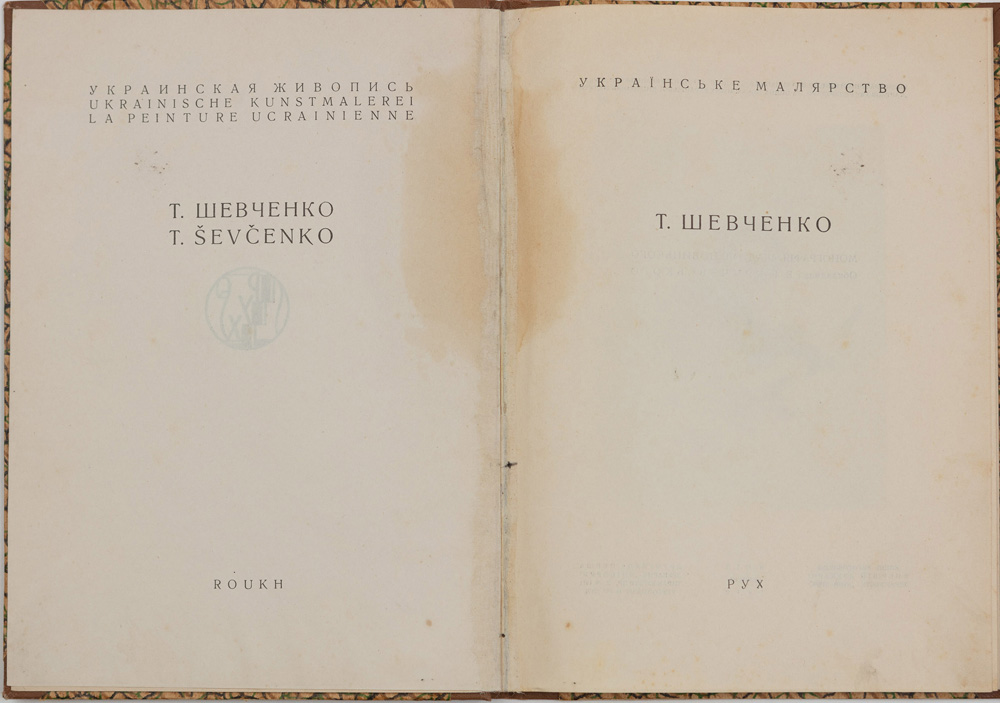 УКРАИНСКАЯ ЖИВОПИСЬ
UKRAINISCHE KUNSTMALEREI
LA PEINTURE UCRAINIENNE
Т. ШЕВЧЕНКО
T. ŠEVČENKO
ROUKH
УКРАЇНСЬКЕ МАЛЯРСТВО
Т. ШЕВЧЕНКО
РУХ